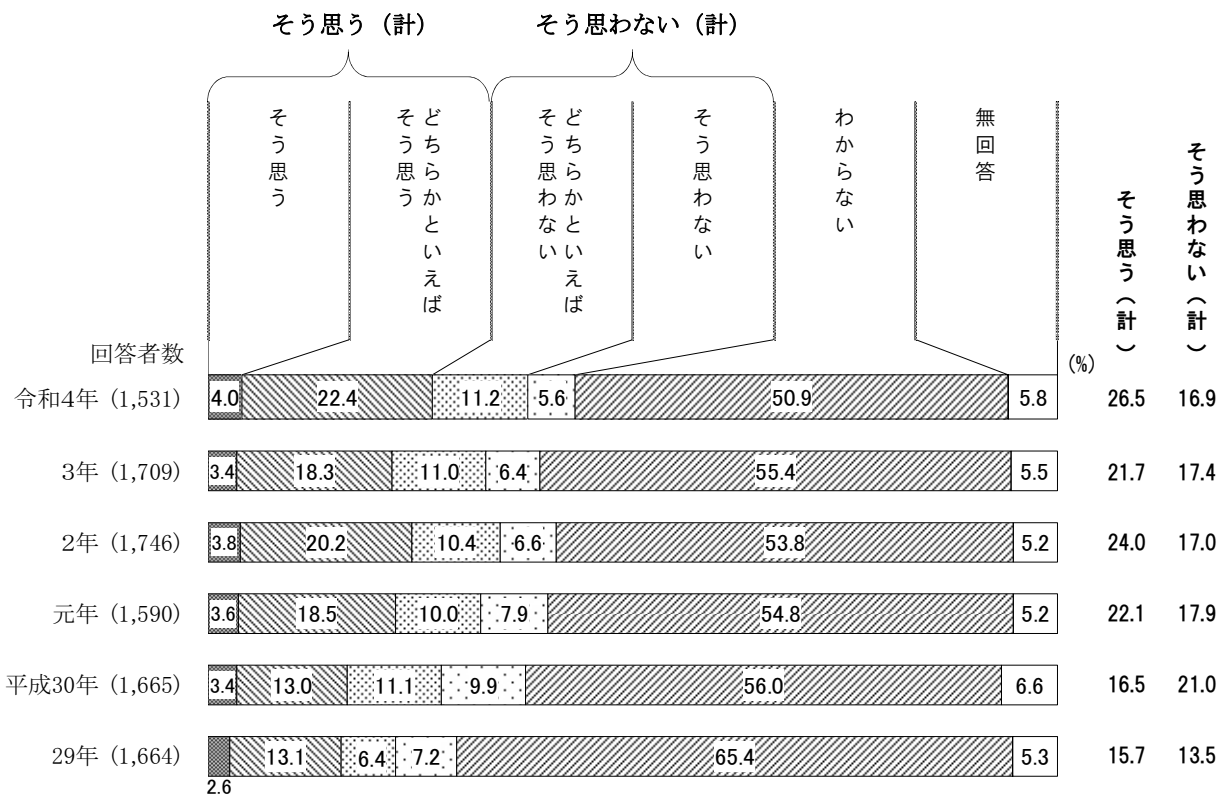 そう思う（計）
そう思わない（計）
そう思う
どちらかといえば
そう思う
どちらかといえば
そう思わない
そう思わない
わからない
無回答
そう思う（計）
そう思わない（計）
回答者数
(%)
令和4年 (1,531) 4.0 22.4 11.2 5.6 50.9 5.8 26.5 16.9
3年 (1,709) 3.4 18.3 11.0 6.4 55.4 5.5 21.7 17.4
2年 (1,746) 3.8 20.2 10.4 6.6 53.8 5.2 24.0 17.0
元年 (1,590) 3.6 18.5 10.0 7.9 54.8 5.2 22.1 17.9
平成30年 (1,665) 3.4 13.0 11.1 9.9 56.0 6.6 16.5 21.0
29年 (1,664) 13.1 6.4 7.2 65.4 5.3 15.7 13.5
2.6